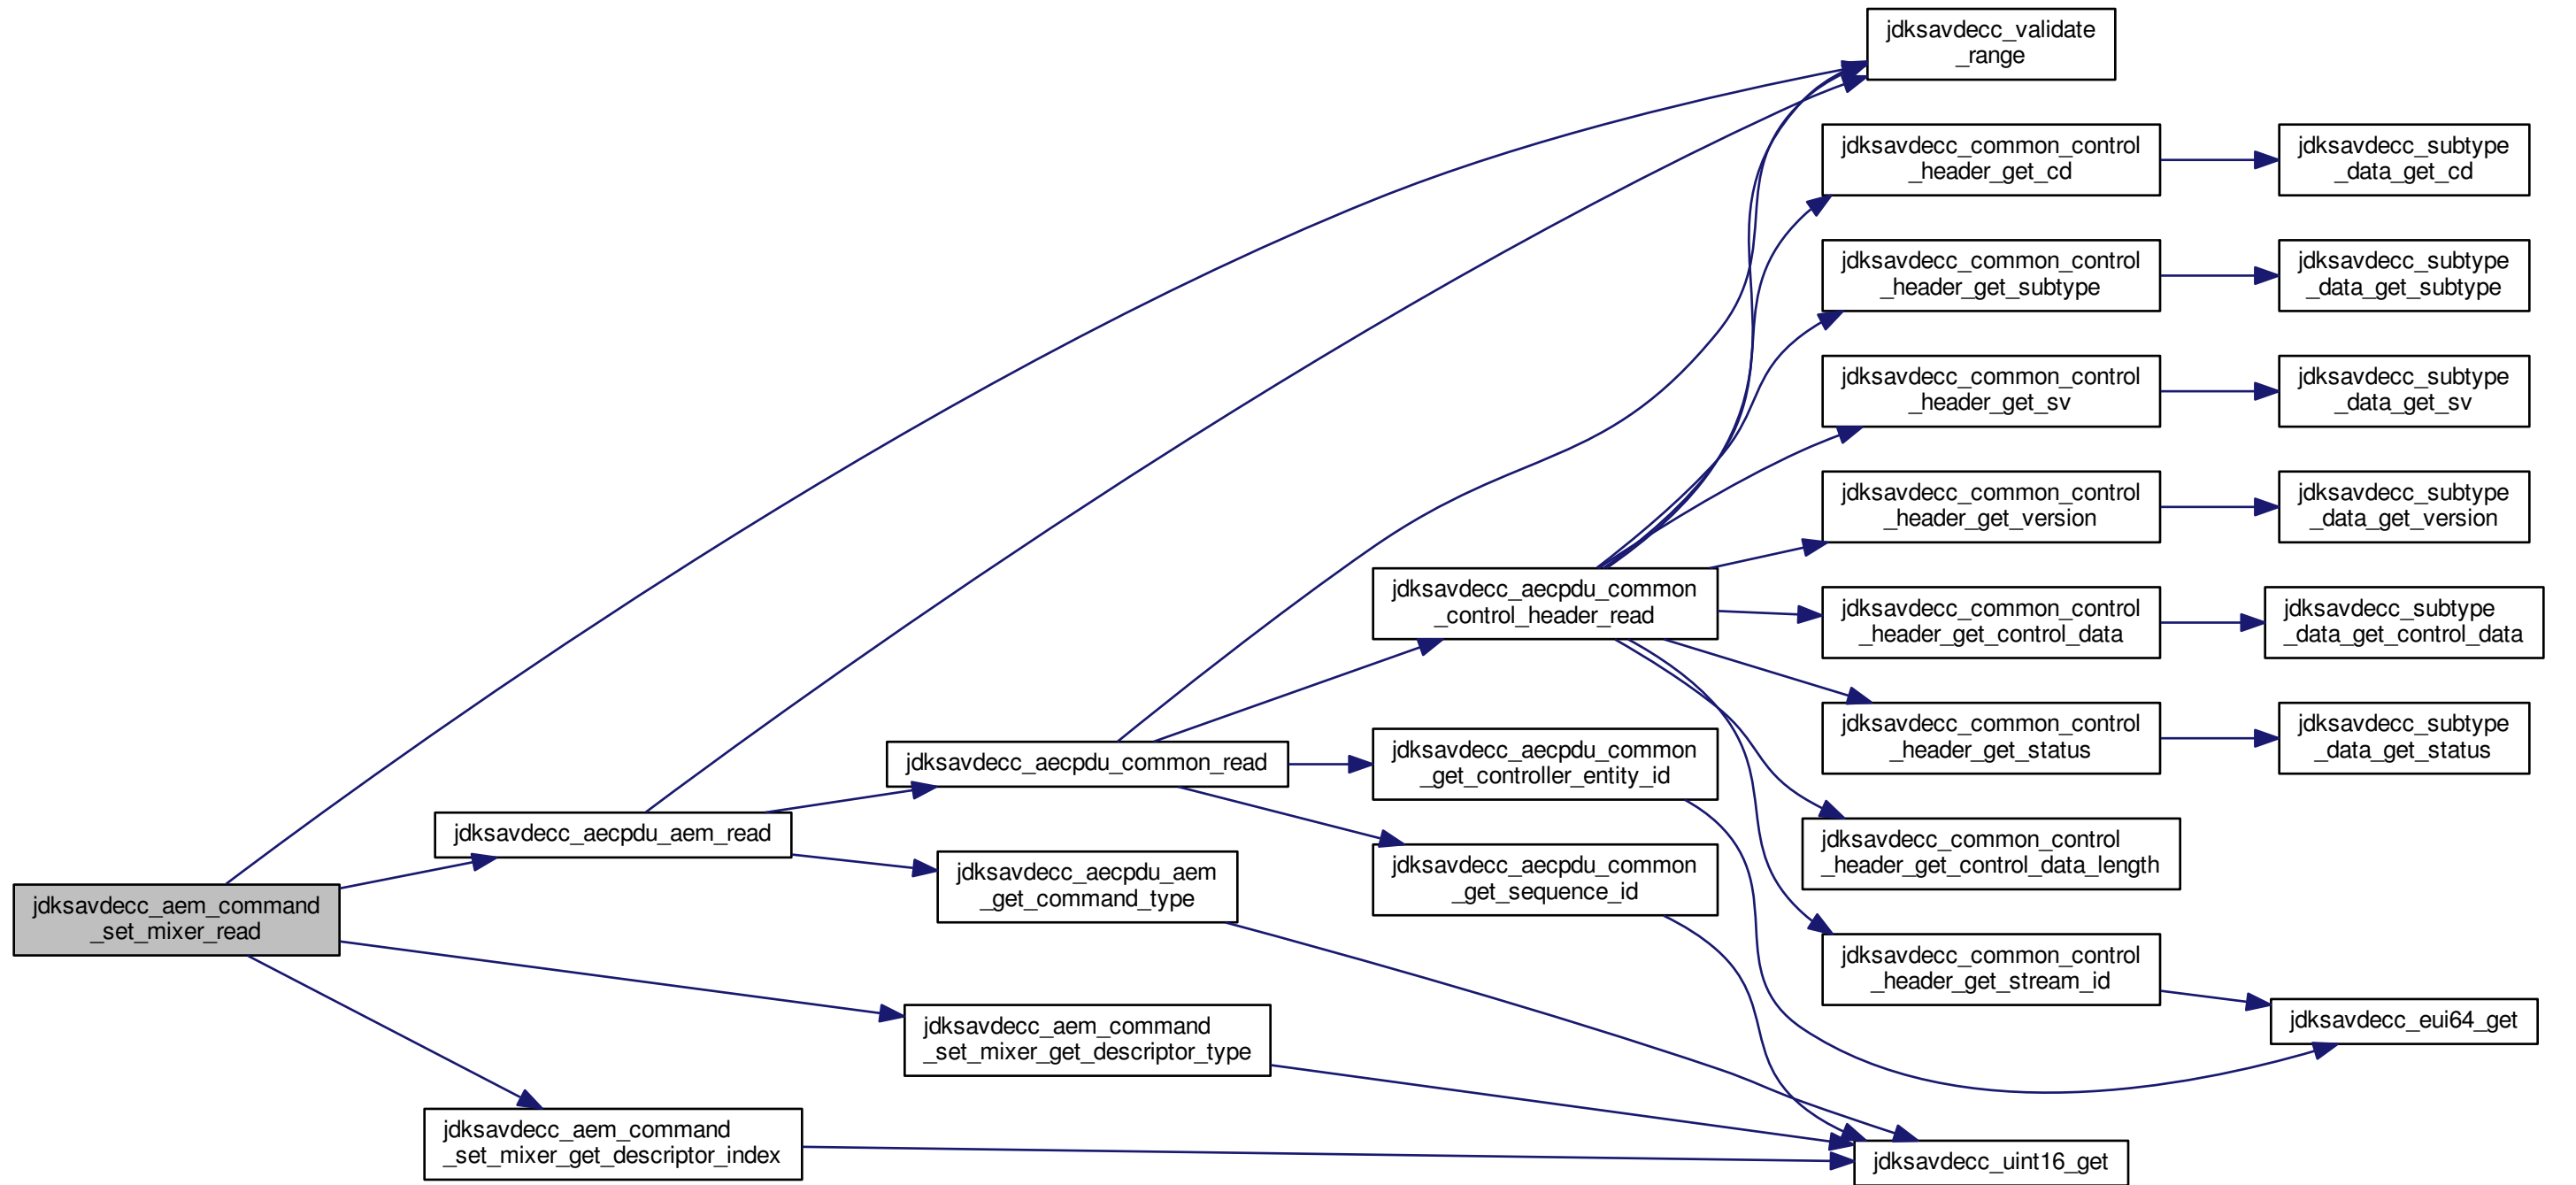 jdksavdecc_validate
_range
jdksavdecc_common_control
_header_get_cd
jdksavdecc_subtype
_data_get_cd
jdksavdecc_common_control
_header_get_subtype
jdksavdecc_subtype
_data_get_subtype
jdksavdecc_common_control
_header_get_sv
jdksavdecc_subtype
_data_get_sv
jdksavdecc_common_control
_header_get_version
jdksavdecc_subtype
_data_get_version
jdksavdecc_aecpdu_common
_control_header_read
jdksavdecc_common_control
_header_get_control_data
jdksavdecc_subtype
_data_get_control_data
jdksavdecc_common_control
_header_get_status
jdksavdecc_subtype
_data_get_status
jdksavdecc_aecpdu_common_read
jdksavdecc_aecpdu_common
_get_controller_entity_id
jdksavdecc_aecpdu_aem_read
jdksavdecc_common_control
_header_get_control_data_length
jdksavdecc_aecpdu_aem
_get_command_type
jdksavdecc_aecpdu_common
_get_sequence_id
jdksavdecc_aem_command
_set_mixer_read
jdksavdecc_common_control
_header_get_stream_id
jdksavdecc_eui64_get
jdksavdecc_aem_command
_set_mixer_get_descriptor_type
jdksavdecc_aem_command
_set_mixer_get_descriptor_index
jdksavdecc_uint16_get